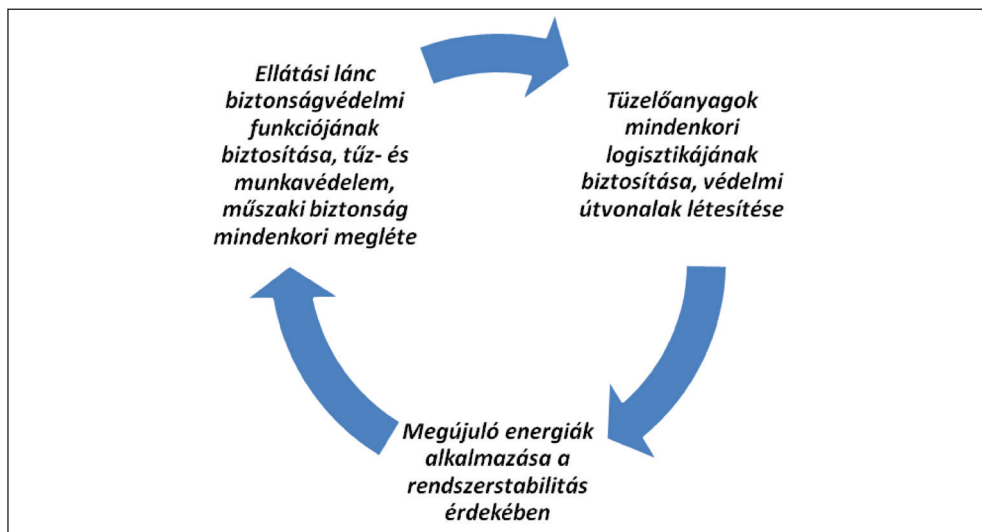 Ellátási lánc
biztonságvédelmi
funkciójának
biztosítása, tűz- és
munkavédelem,
műszaki biztonság
mindenkori megléte
Tüzelőanyagok
mindenkori
logisztikájának
biztosítása, védelmi
útvonalak létesítése
Megújuló energiák
alkalmazása a
rendszerstabilitás
érdekében